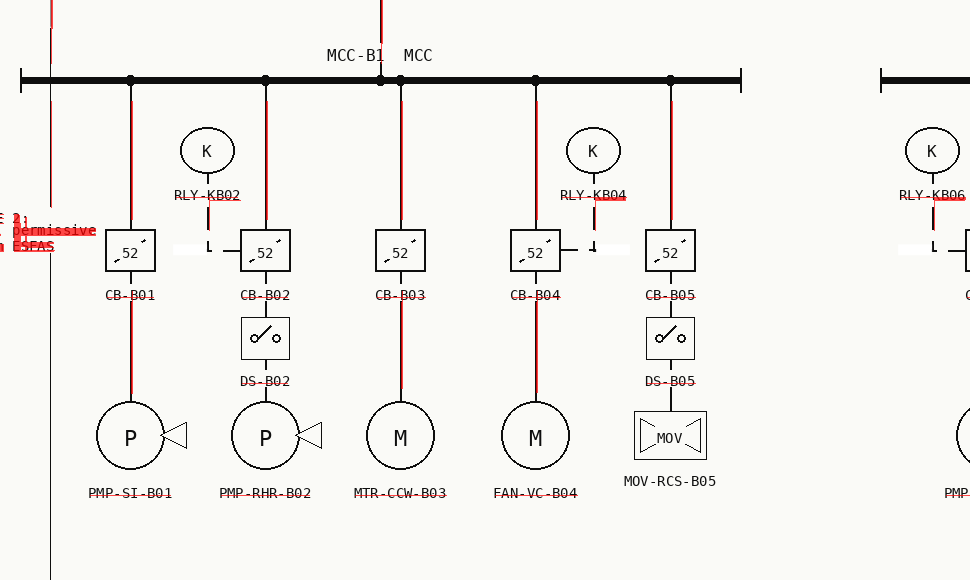 MCC-B1 MCC
K
K
K
RLY-KB02
RLY-KB04
RLY-KB06
2:
permissive
ESFAS
52
52
52
52
52
CB-B01
CB-B02
CB-B03
CB-B04
CB-B05
DS-B02
DS-B05
P
P
M
M
MOV
PMP-SI-B01
PMP-RHR-B02
MTR-CCW-B03
FAN-VC-B04
MOV-RCS-B05
PMP